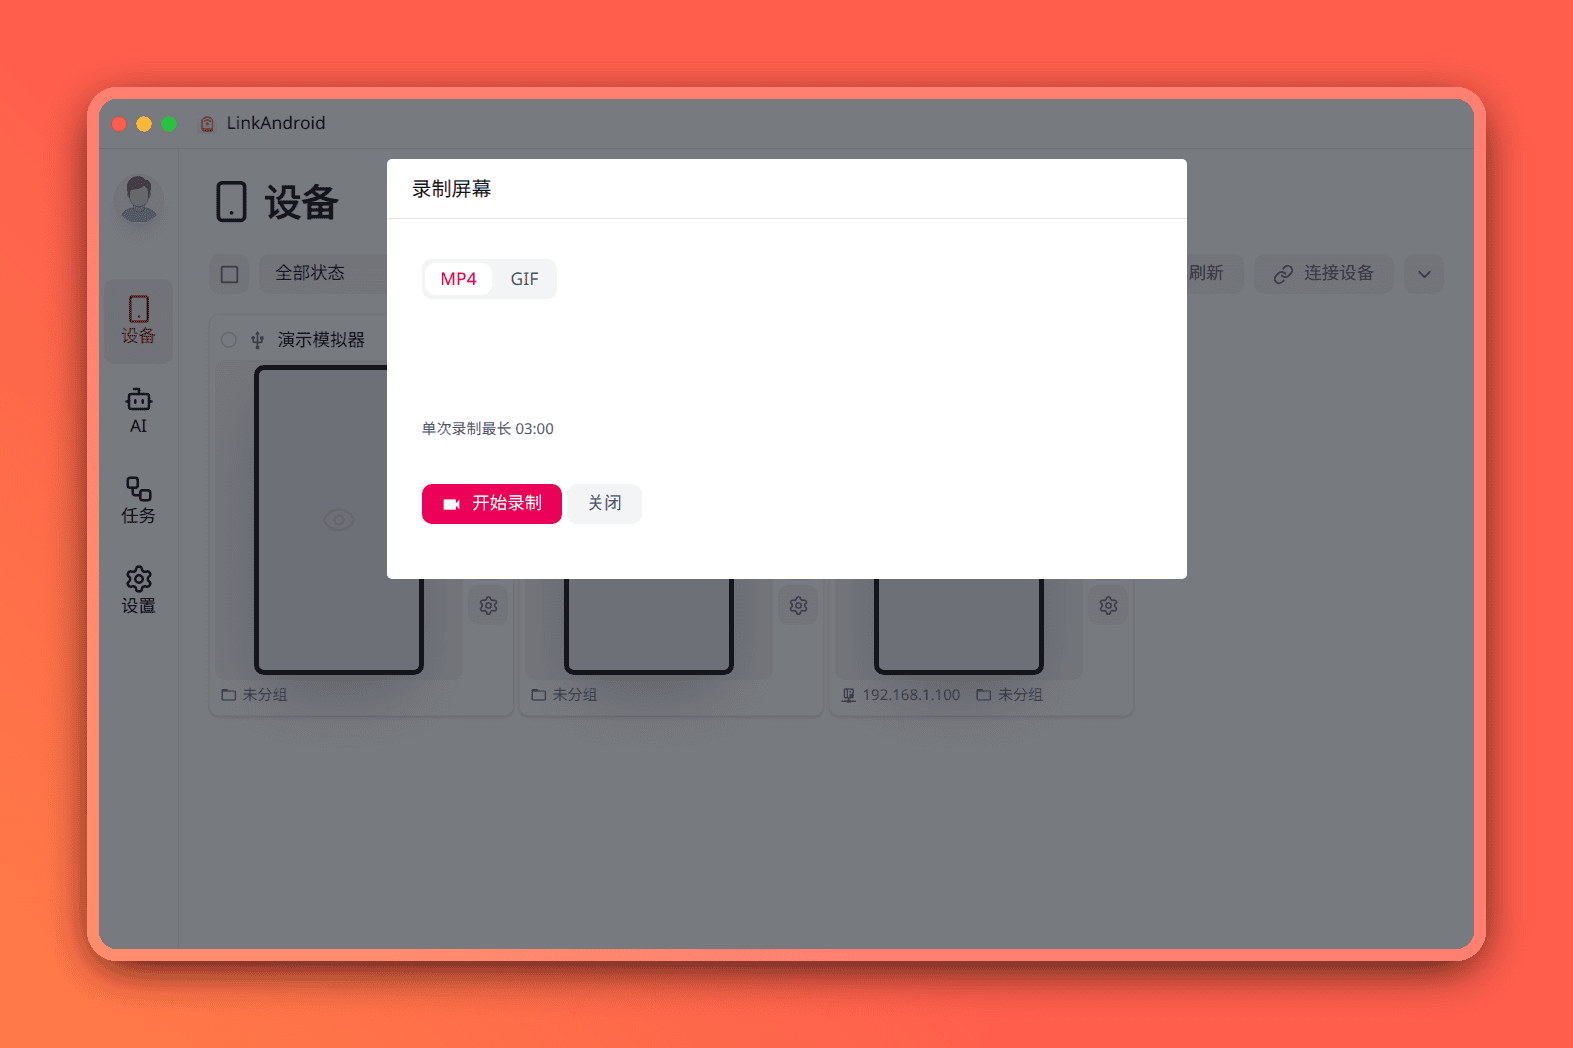 LinkAndroid
设备
全部状态
刷新
连接设备
设备
AI
任务
设置
演示模拟器
录制屏幕
MP4
GIF
单次录制最长 03:00
开始录制
关闭
未分组
未分组
192.168.1.100
未分组